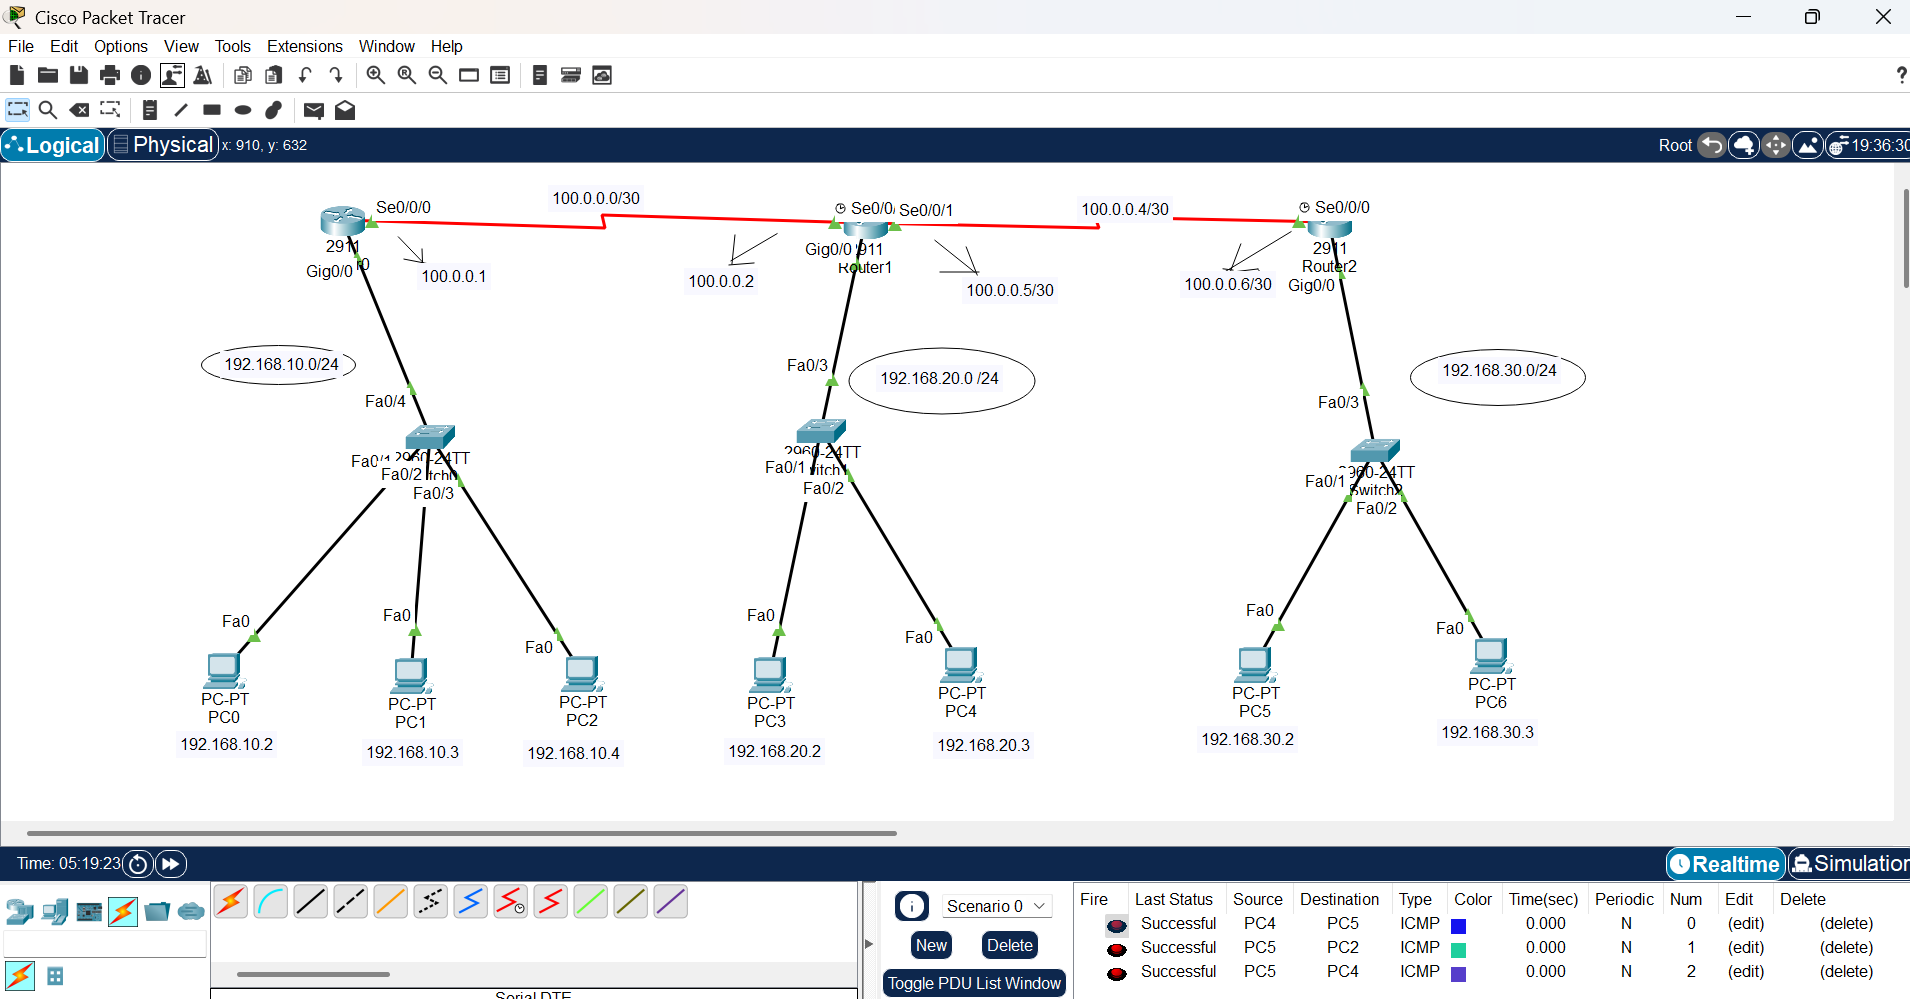 Cisco Packet Tracer
File Edit Options View Tools Extensions Window Help
?
Logical Physical x: 910, y: 632 Root 19:36:30
100.0.0.0/30
Se0/0/0 Se0/0/ Se0/0/1 100.0.0.4/30 Se0/0/0
2911 Gig0/0 911 2911
Gig0/0 Router1 Router2
100.0.0.1 100.0.0.2 100.0.0.5/30 100.0.0.6/30 Gig0/0
192.168.10.0/24 Fa0/3 192.168.20.0 /24 192.168.30.0/24
Fa0/4 Fa0/3
2960-24TT 2960-24TT 2960-24TT
Fa0/1 Fa0/1 Fa0/1 Switch2
Fa0/2 Fa0/2 Fa0/2
Fa0/3
Fa0 Fa0 Fa0 Fa0 Fa0 Fa0 Fa0
PC-PT PC-PT PC-PT PC-PT PC-PT PC-PT PC-PT
PC0 PC1 PC2 PC3 PC4 PC5 PC6
192.168.10.2 192.168.10.3 192.168.10.4 192.168.20.2 192.168.20.3 192.168.30.2 192.168.30.3
Time: 05:19:23 Realtime Simulation
Scenario 0
New Delete
Toggle PDU List Window
Fire Last Status Source Destination Type Color Time(sec) Periodic Num Edit Delete
Successful PC4 PC5 ICMP 0.000 N 0 (edit) (delete)
Successful PC5 PC2 ICMP 0.000 N 1 (edit) (delete)
Successful PC5 PC4 ICMP 0.000 N 2 (edit) (delete)
Serial DTE